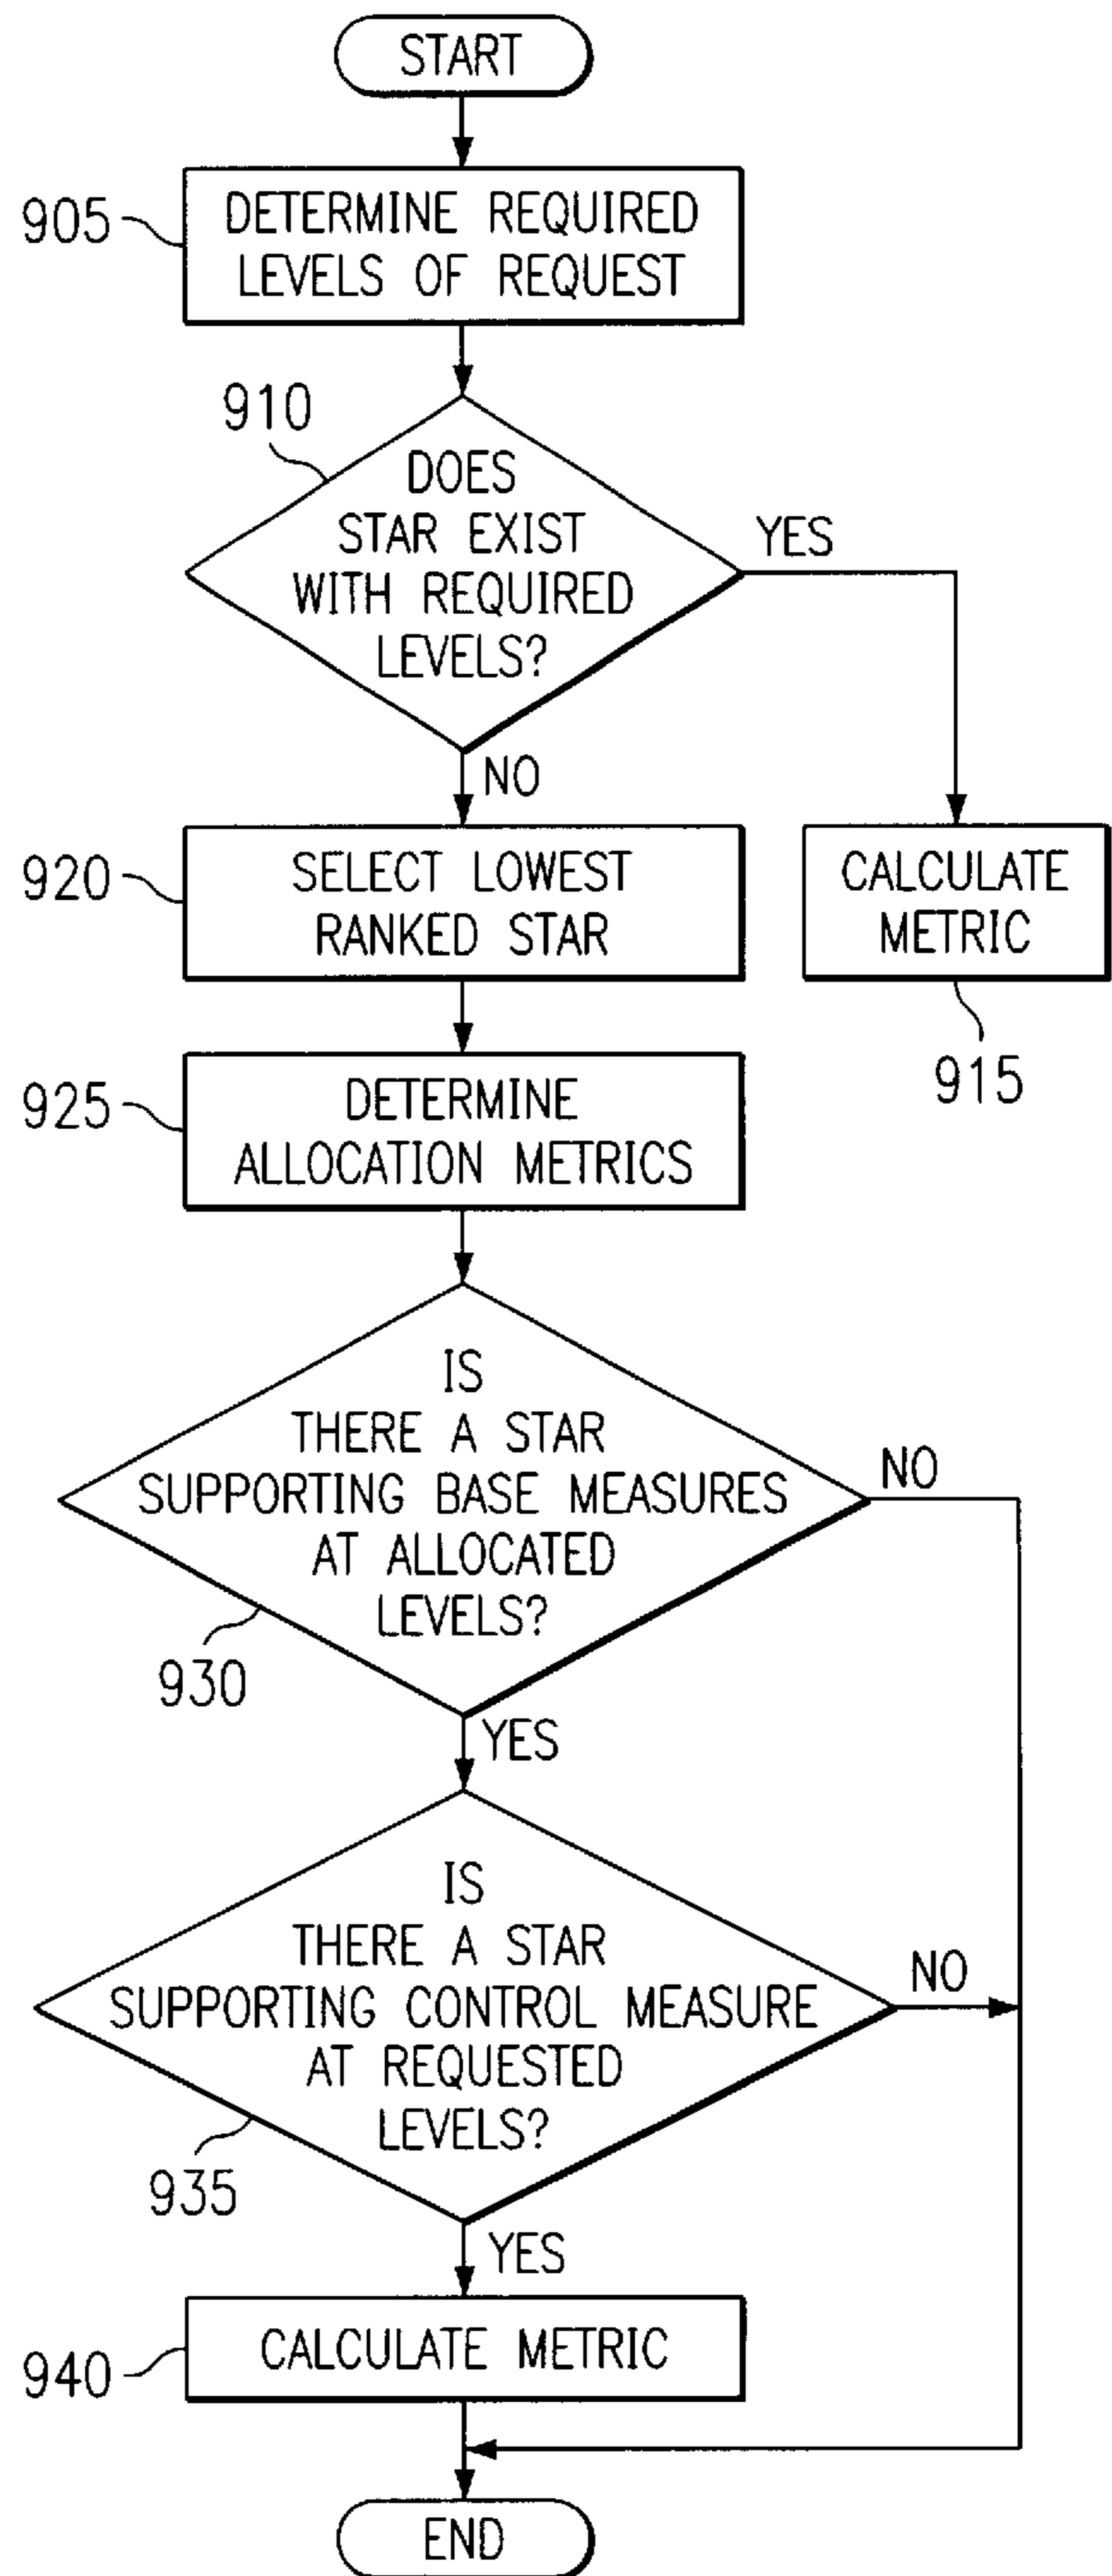 START
905
DETERMINE REQUIRED
LEVELS OF REQUEST
910
DOES
STAR EXIST
WITH REQUIRED
LEVELS?
YES
NO
920
SELECT LOWEST
RANKED STAR
CALCULATE
METRIC
915
925
DETERMINE
ALLOCATION METRICS
IS
THERE A STAR
SUPPORTING BASE MEASURES
AT ALLOCATED
LEVELS?
NO
930
YES
IS
THERE A STAR
SUPPORTING CONTROL MEASURE
AT REQUESTED
LEVELS?
NO
935
YES
940
CALCULATE METRIC
END